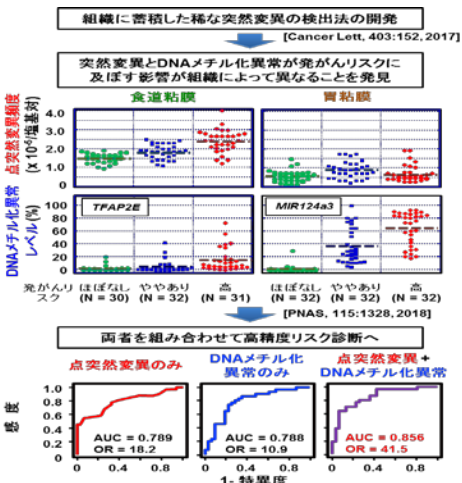 組織に蓄積した稀な突然変異の検出法の開発
[Cancer Lett, 403:152, 2017]
突然変異とDNAメチル化異常が発がんリスクに
及ぼす影響が組織によって異なることを発見
食道粘膜
胃粘膜
点突然変異頻度
(x 10⁻⁵/塩基対)
4.0
3.0
2.0
1.0
0
DNAメチル化異常
レベル(%)
100
80
60
40
20
0
TFAP2E
MIR124a3
発がんリスク
ほぼなし
(N = 30)
ややあり
(N = 32)
高
(N = 31)
ほぼなし
(N = 32)
ややあり
(N = 32)
高
(N = 32)
[PNAS, 115:1328, 2018]
両者を組み合わせて高精度リスク診断へ
点突然変異のみ
DNAメチル化
異常のみ
点突然変異+
DNAメチル化異常
感度
1.0
0.8
0.6
0.4
0.2
0
AUC = 0.789
OR = 18.2
AUC = 0.788
OR = 10.9
AUC = 0.856
OR = 41.5
0
0.4
0.8
0
0.4
0.8
0
0.4
0.8
1- 特異度